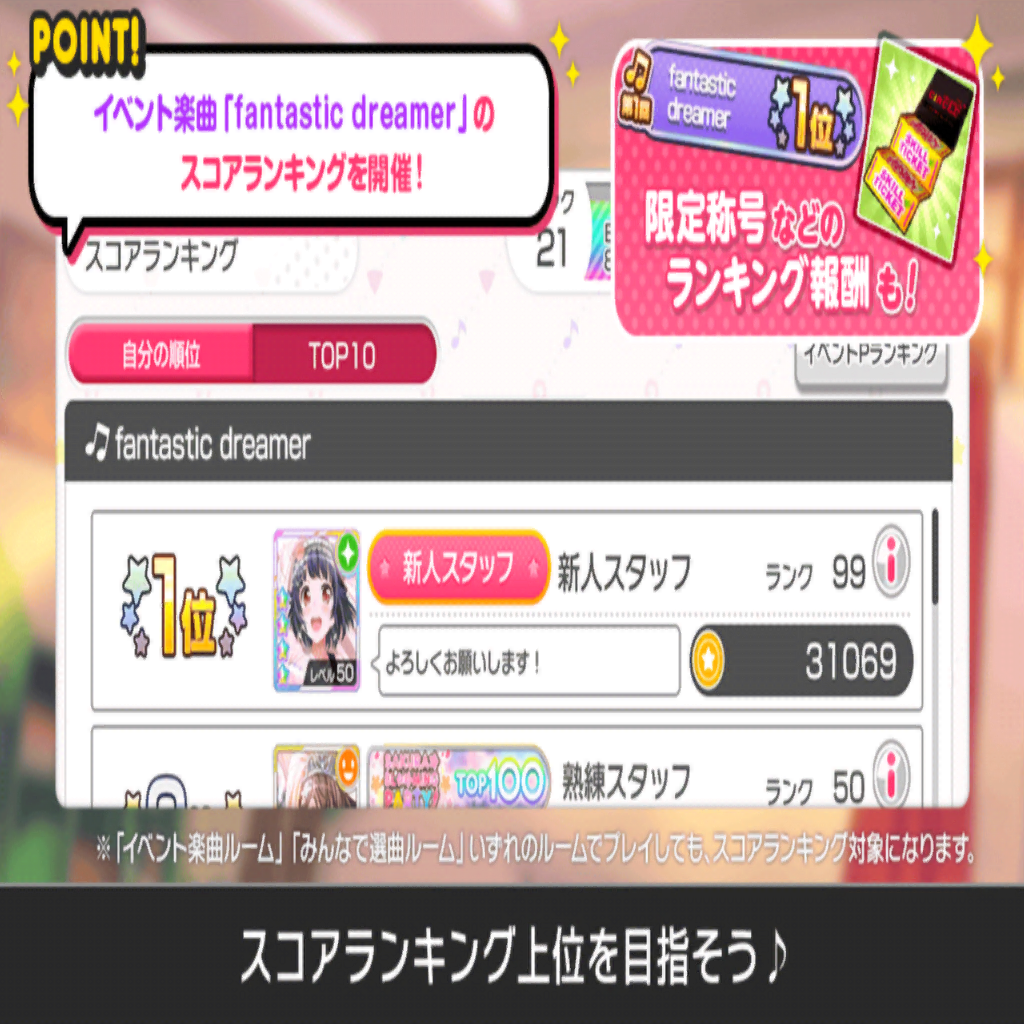 POINT!
イベント楽曲「fantastic dreamer」の
スコアランキングを開催!
第1回
fantastic
dreamer
1位
SKILL
TICKET
SKILL
TICKET
限定称号などの
ランキング報酬も!
スコアランキング
21
自分の順位
TOP10
イベントPランキング
fantastic dreamer
1位
レベル50
新人スタッフ
新人スタッフ
ランク 99
よろしくお願いします!
31069
TOP100
熟練スタッフ
ランク 50
※「イベント楽曲ルーム」「みんなで選曲ルーム」いずれのルームでプレイしても、スコアランキング対象になります。
スコアランキング上位を目指そう♪